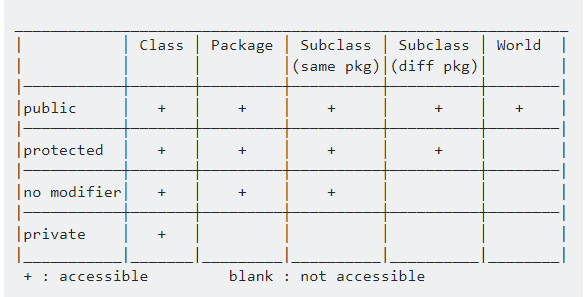 Class Package Subclass Subclass World
(same pkg) (diff pkg)
public + + + + +
protected + + + +
no modifier + + +
private +
+ : accessible blank : not accessible